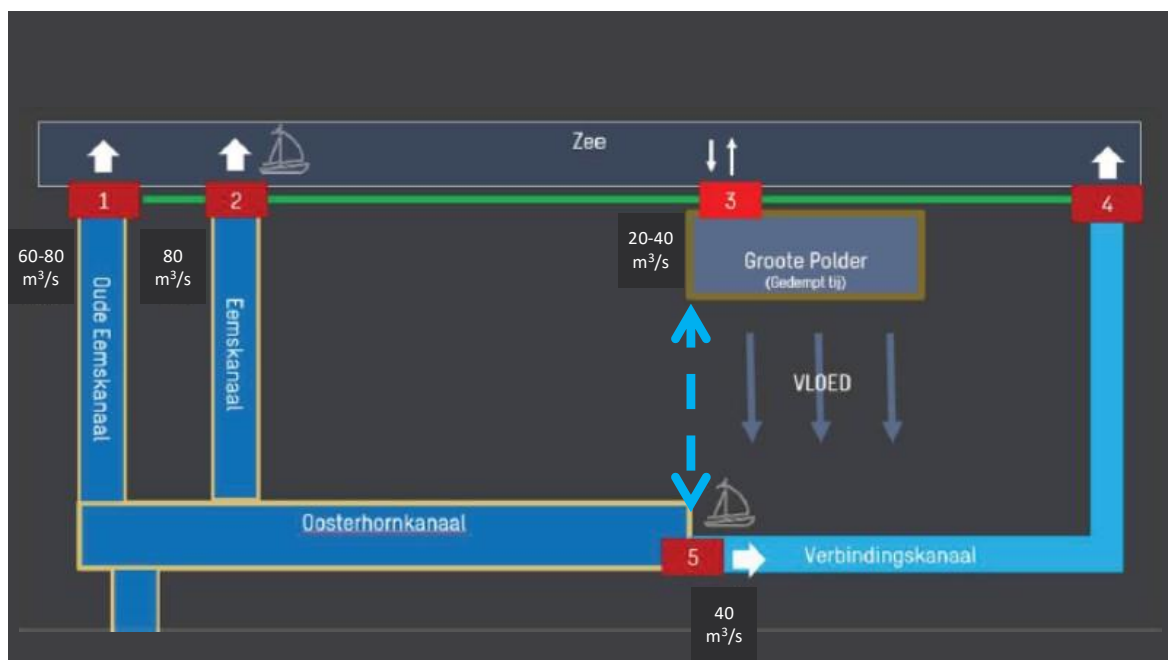 Zee
1
2
3
4
60-80
m³/s
80
m³/s
20-40
m³/s
Groote Polder
(Gedempt tij)
Oude Eemskanaal
Eemskanaal
VLOED
Oosterhornkanaal
5
Verbindingskanaal
40
m³/s